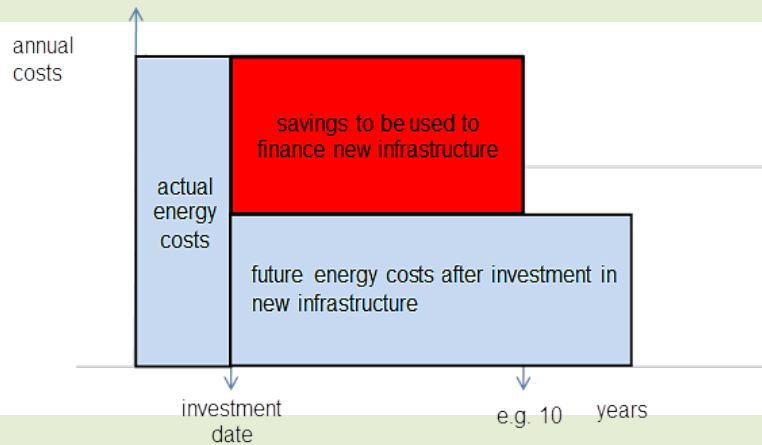 annual
costs
savings to be used to
finance new infrastructure
actual
energy
costs
future energy costs after investment in
new infrastructure
investment
date
e.g. 10
years